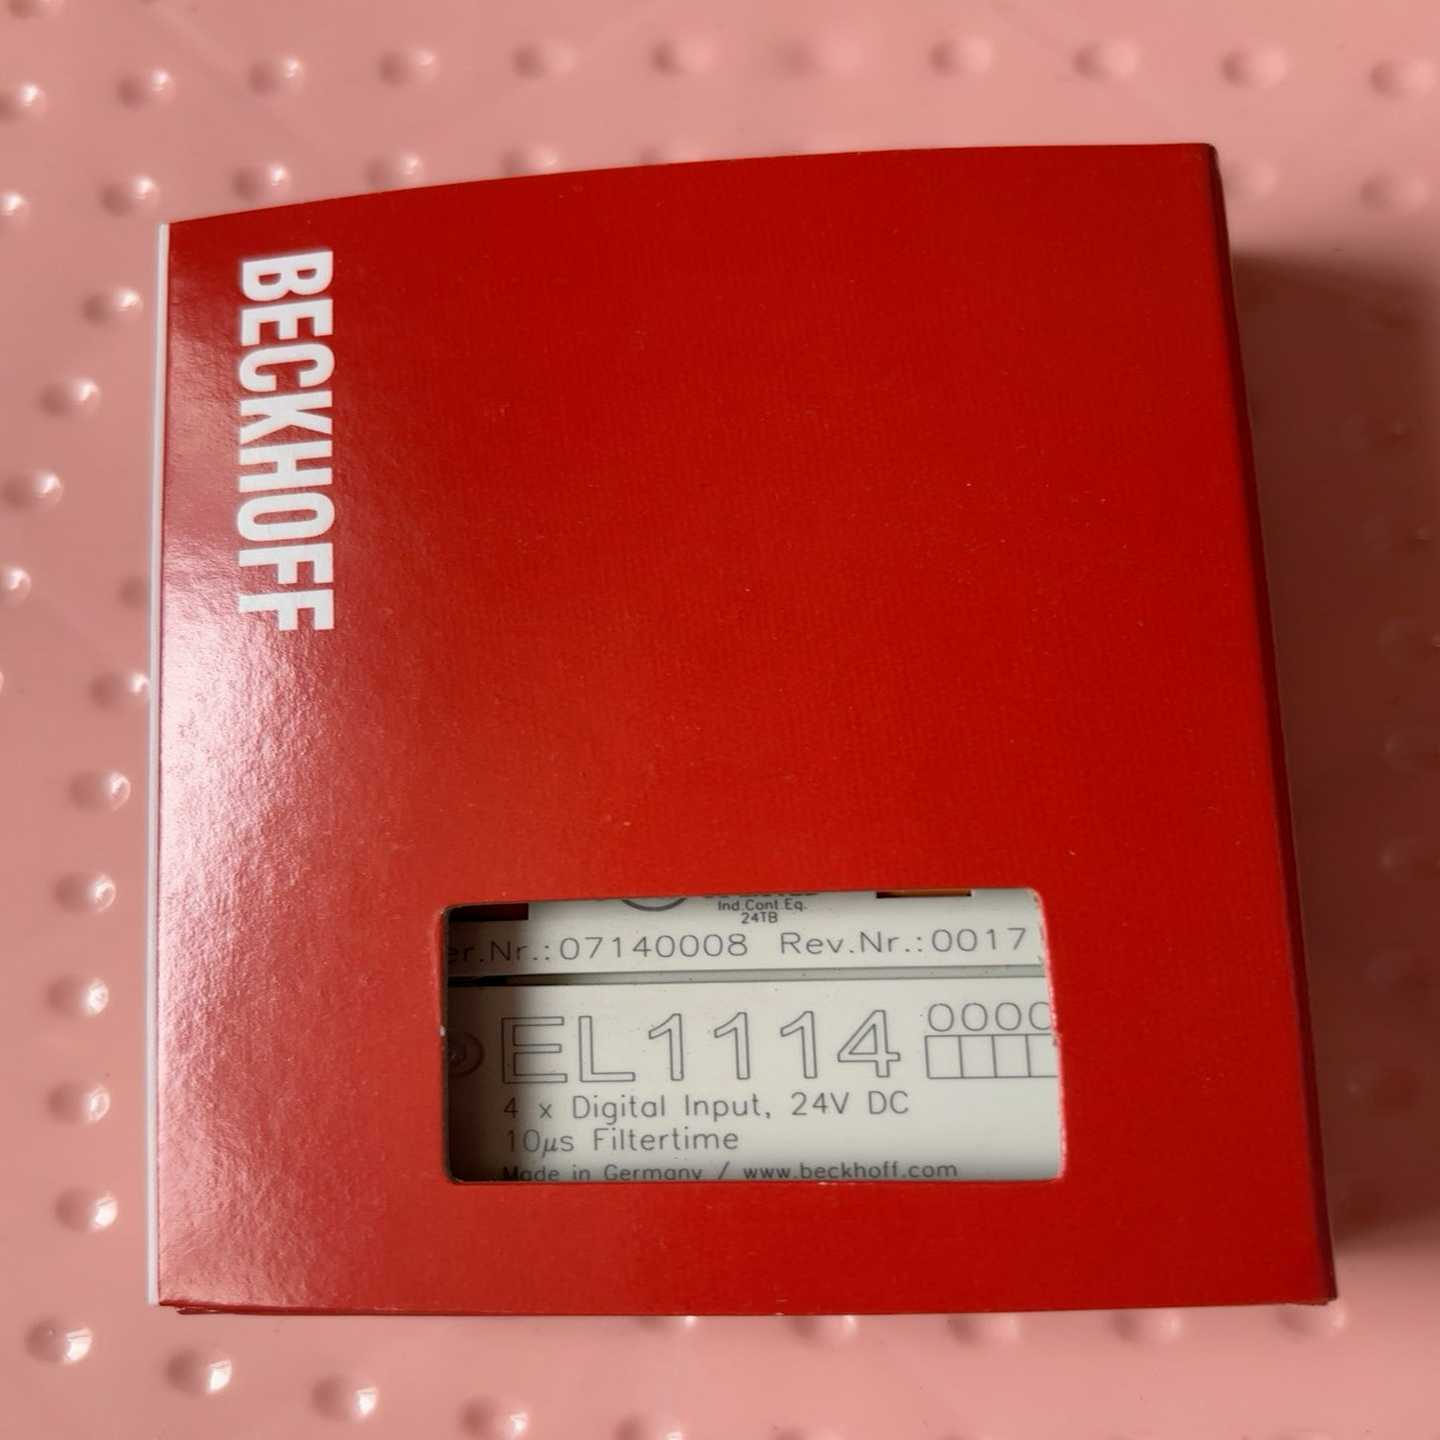 BECKHOFF
Ind.Cont.Eq.
24TB
er.Nr.:07140008 Rev.Nr.:0017
EL1114 0000
4 x Digital Input, 24V DC
10µs Filtertime
Made in Germany / www.beckhoff.com